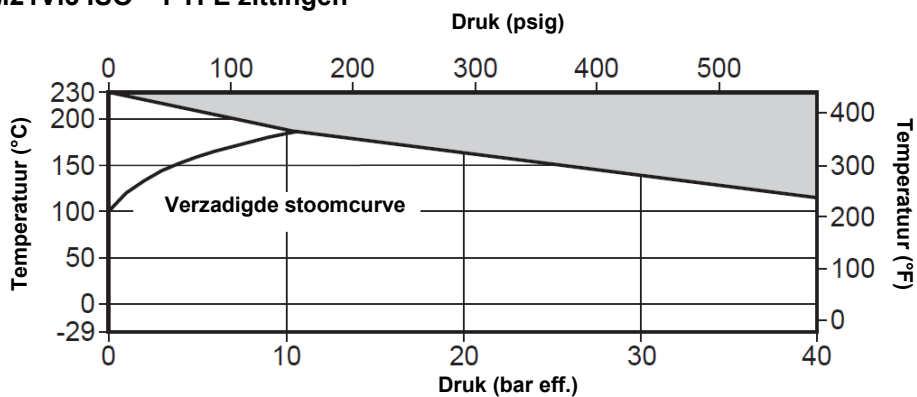 Druk (psig)
0 100 200 300 400 500
230
200
150
100
50
0
-29
Temperatuur (°C)
Verzadigde stoomcurve
400
300
200
100
0
Temperatuur (°F)
0 10 20 30 40
Druk (bar eff.)